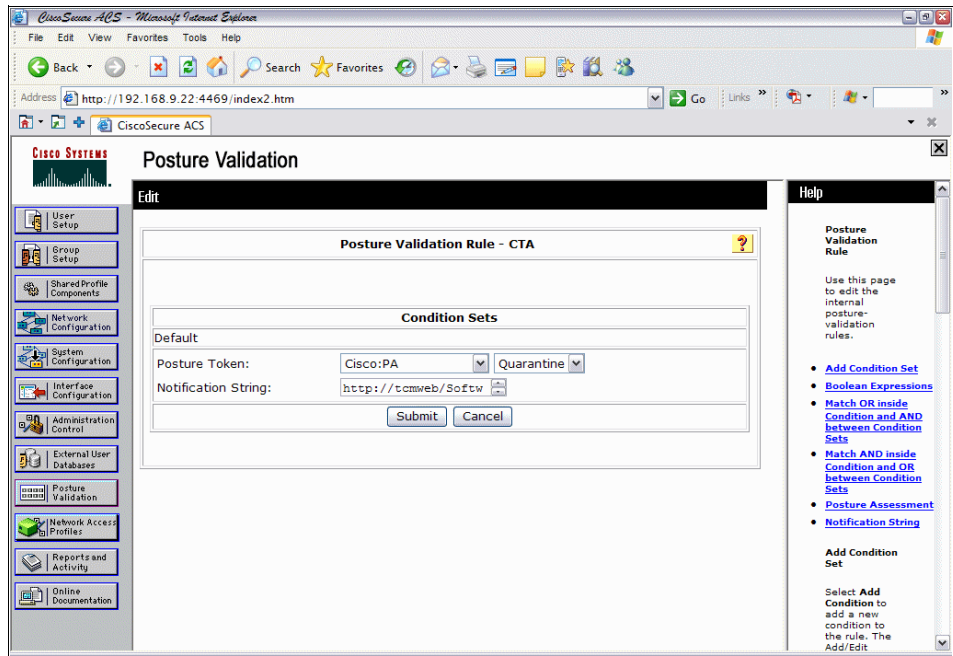 CiscoSecure ACS - Microsoft Internet Explorer
File Edit View Favorites Tools Help
Back Search Favorites
Address http://192.168.9.22:4469/index2.htm Go Links »
CiscoSecure ACS
CISCO SYSTEMS
Posture Validation
User Setup
Group Setup
Shared Profile Components
Network Configuration
System Configuration
Interface Configuration
Administration Control
External User Databases
Posture Validation
Network Access Profiles
Reports and Activity
Online Documentation
Edit
Posture Validation Rule - CTA ?
Condition Sets
Default
Posture Token: Cisco:PA Quarantine
Notification String: http://tcmweb/Softw
Submit Cancel
Help
Posture
Validation
Rule
Use this page
to edit the
internal
posture-
validation
rules.
Add Condition Set
Boolean Expressions
Match OR inside
Condition and AND
between Condition
Sets
Match AND inside
Condition and OR
between Condition
Sets
Posture Assessment
Notification String
Add Condition
Set
Select Add
Condition to
add a new
condition to
the rule. The
Add/Edit